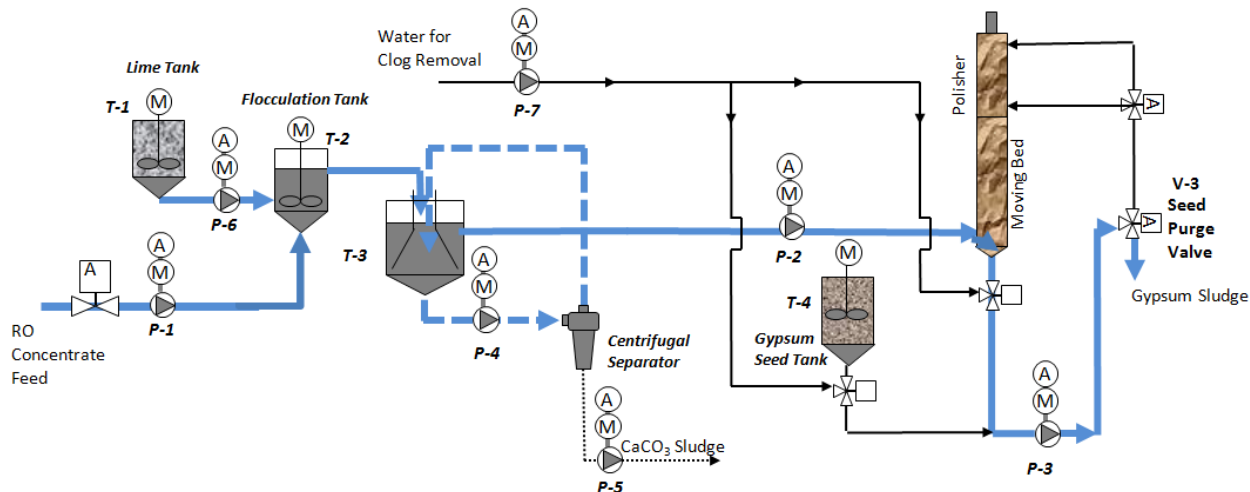 A
M
Water for
Clog Removal
P-7
Lime Tank
T-1
M
Flocculation Tank
M
T-2
A
M
P-6
Polisher
Moving Bed
A
V-3
Seed
Purge
Valve
A
Gypsum Sludge
T-3
A
M
P-2
A
A
M
P-1
RO
Concentrate
Feed
A
M
P-4
Centrifugal
Separator
M
T-4
Gypsum
Seed Tank
A
M
P-3
A
M
CaCO₃ Sludge
P-5